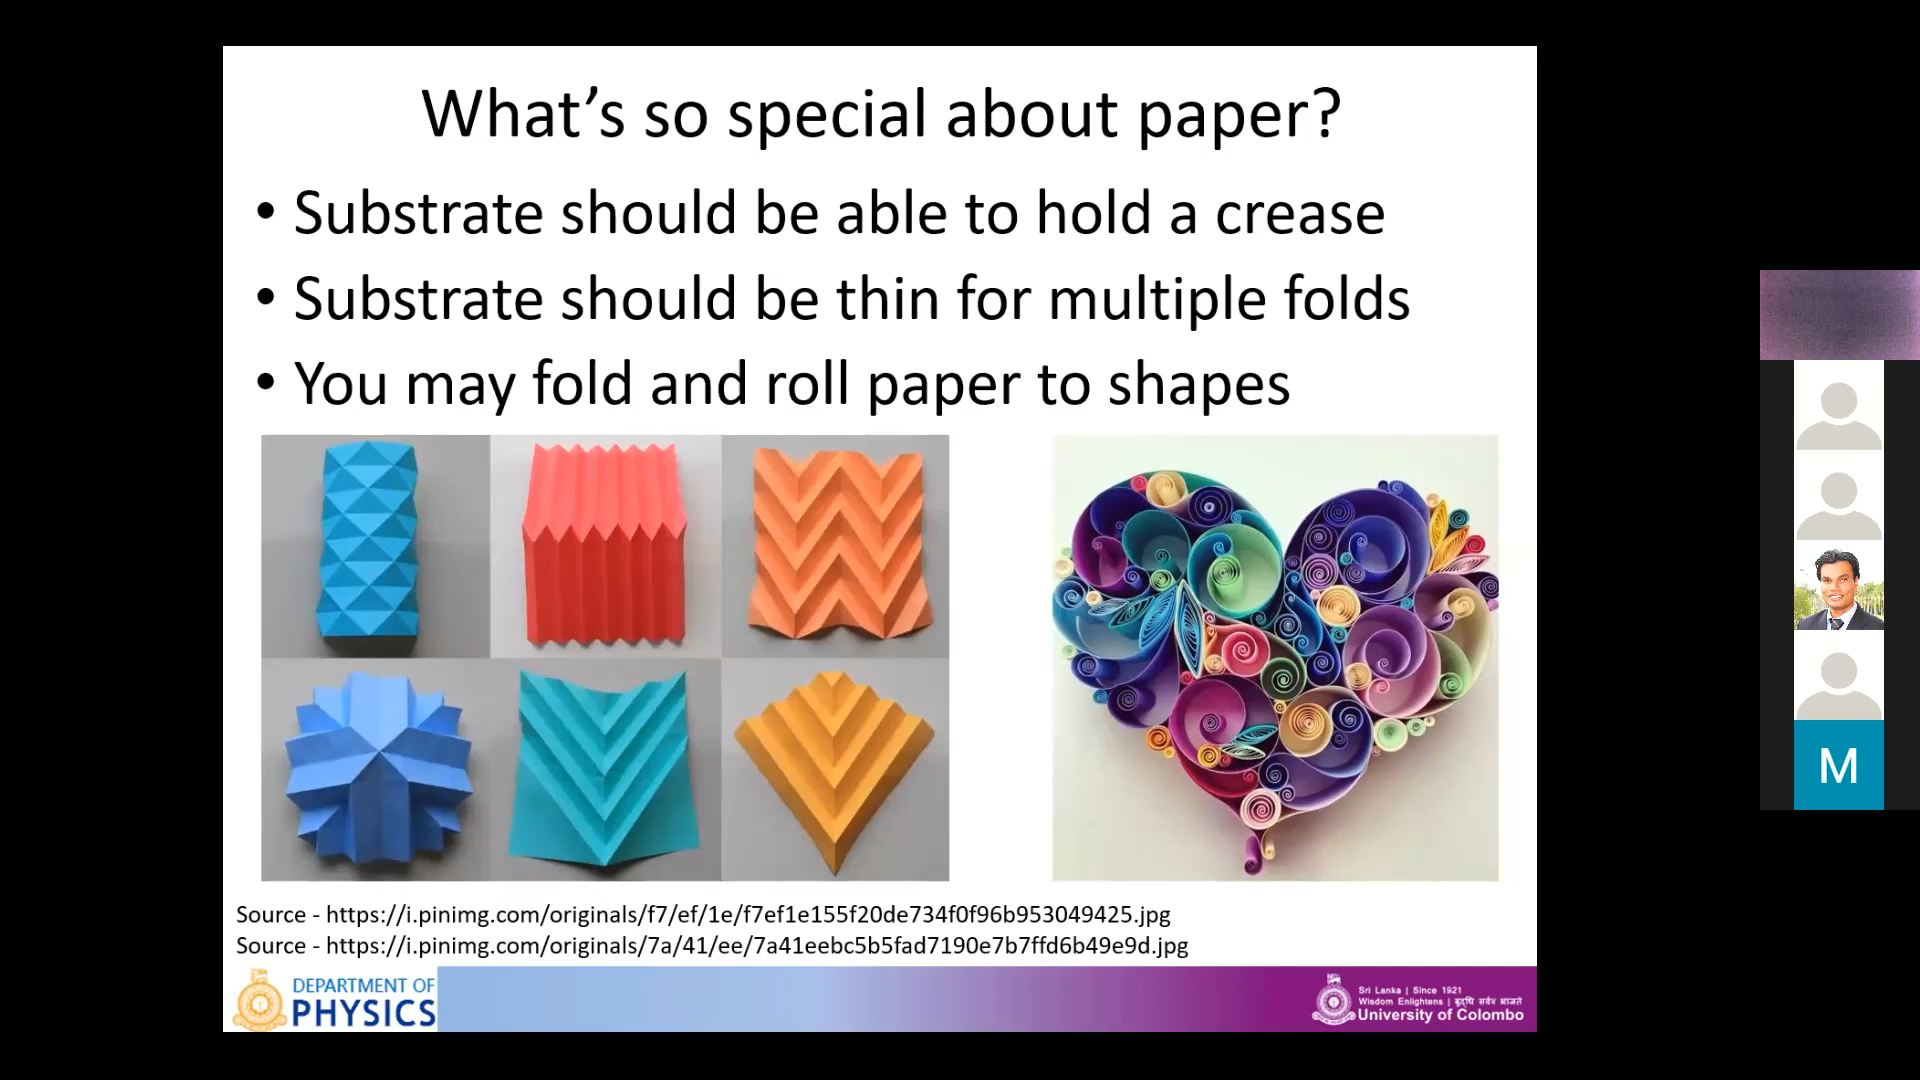 What’s so special about paper?
• Substrate should be able to hold a crease
• Substrate should be thin for multiple folds
• You may fold and roll paper to shapes
Source - https://i.pinimg.com/originals/f7/ef/1e/f7ef1e155f20de734f0f96b953049425.jpg
Source - https://i.pinimg.com/originals/7a/41/ee/7a41eebc5b5fad7190e7b7ffd6b49e9d.jpg
DEPARTMENT OF
PHYSICS
Sri Lanka | Since 1921
Wisdom Enlightens | बुद्धि सर्वत्र भ्राजते
University of Colombo
M